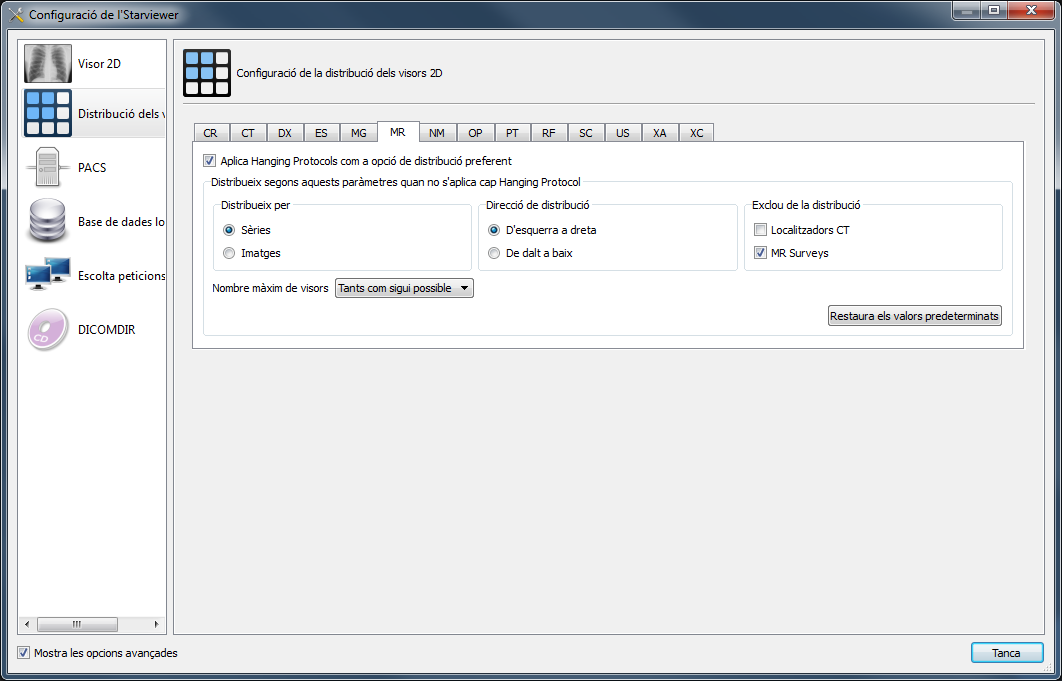 Configuració de l'Starviewer
Visor 2D
Distribució dels v
PACS
Base de dades lo
Escolta peticions
DICOMDIR
Configuració de la distribució dels visors 2D
CR CT DX ES MG MR NM OP PT RF SC US XA XC
Aplica Hanging Protocols com a opció de distribució preferent
Distribueix segons aquests paràmetres quan no s'aplica cap Hanging Protocol
Distribueix per
Sèries
Imatges
Direcció de distribució
D'esquerra a dreta
De dalt a baix
Exclou de la distribució
Localitzadors CT
MR Surveys
Nombre màxim de visors Tants com sigui possible
Restaura els valors predeterminats
Mostra les opcions avançades
Tanca